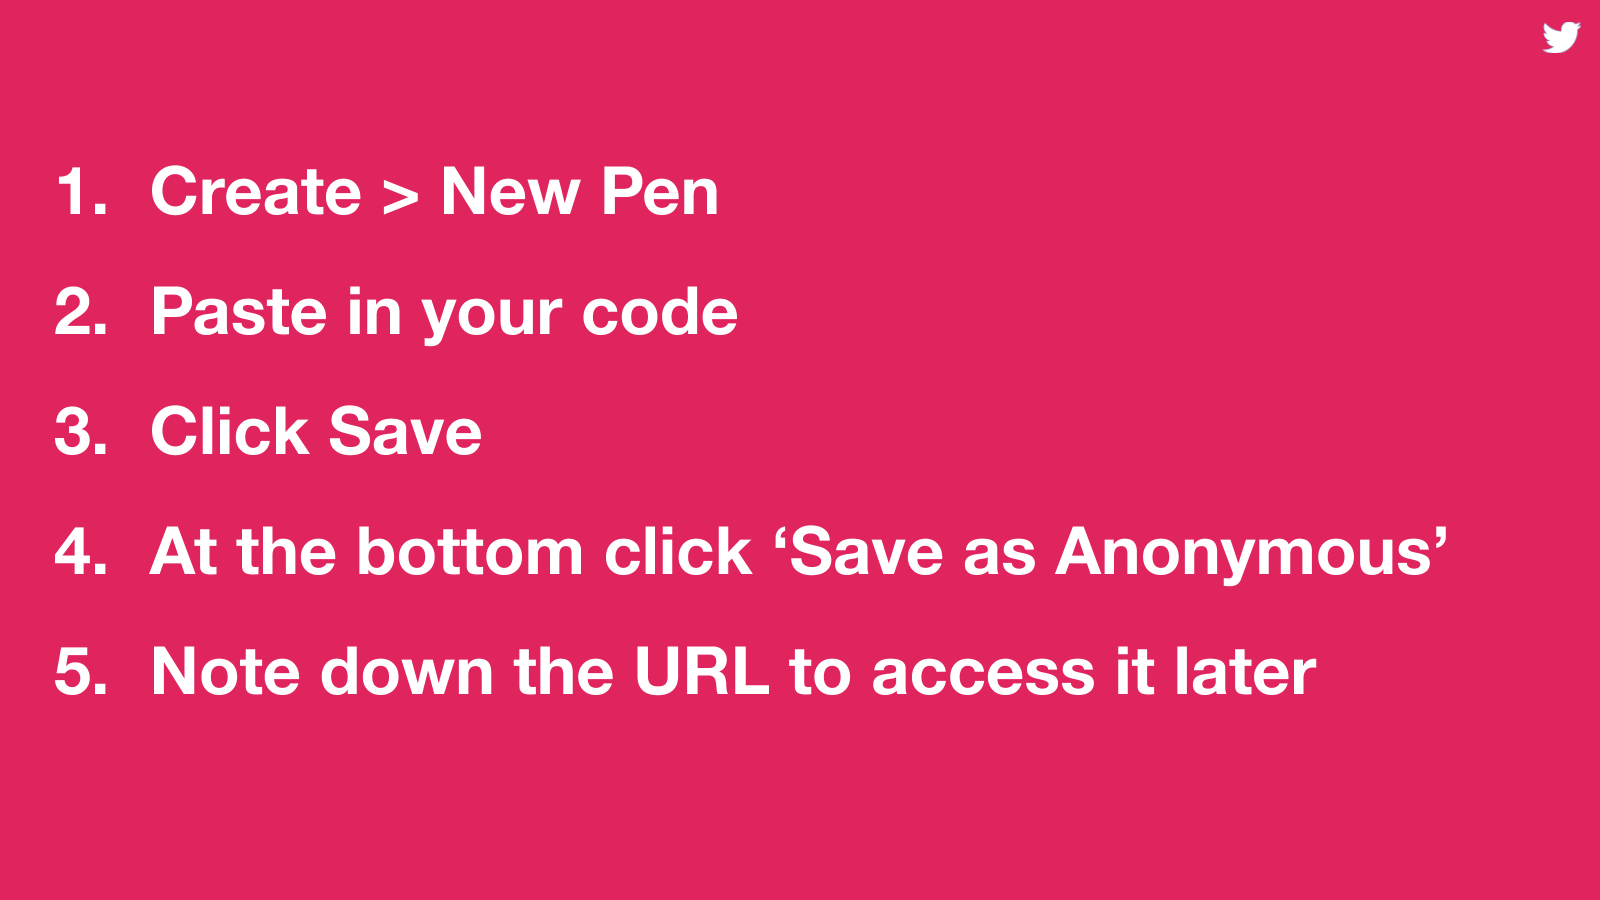 1. Create > New Pen
2. Paste in your code
3. Click Save
4. At the bottom click ‘Save as Anonymous’
5. Note down the URL to access it later